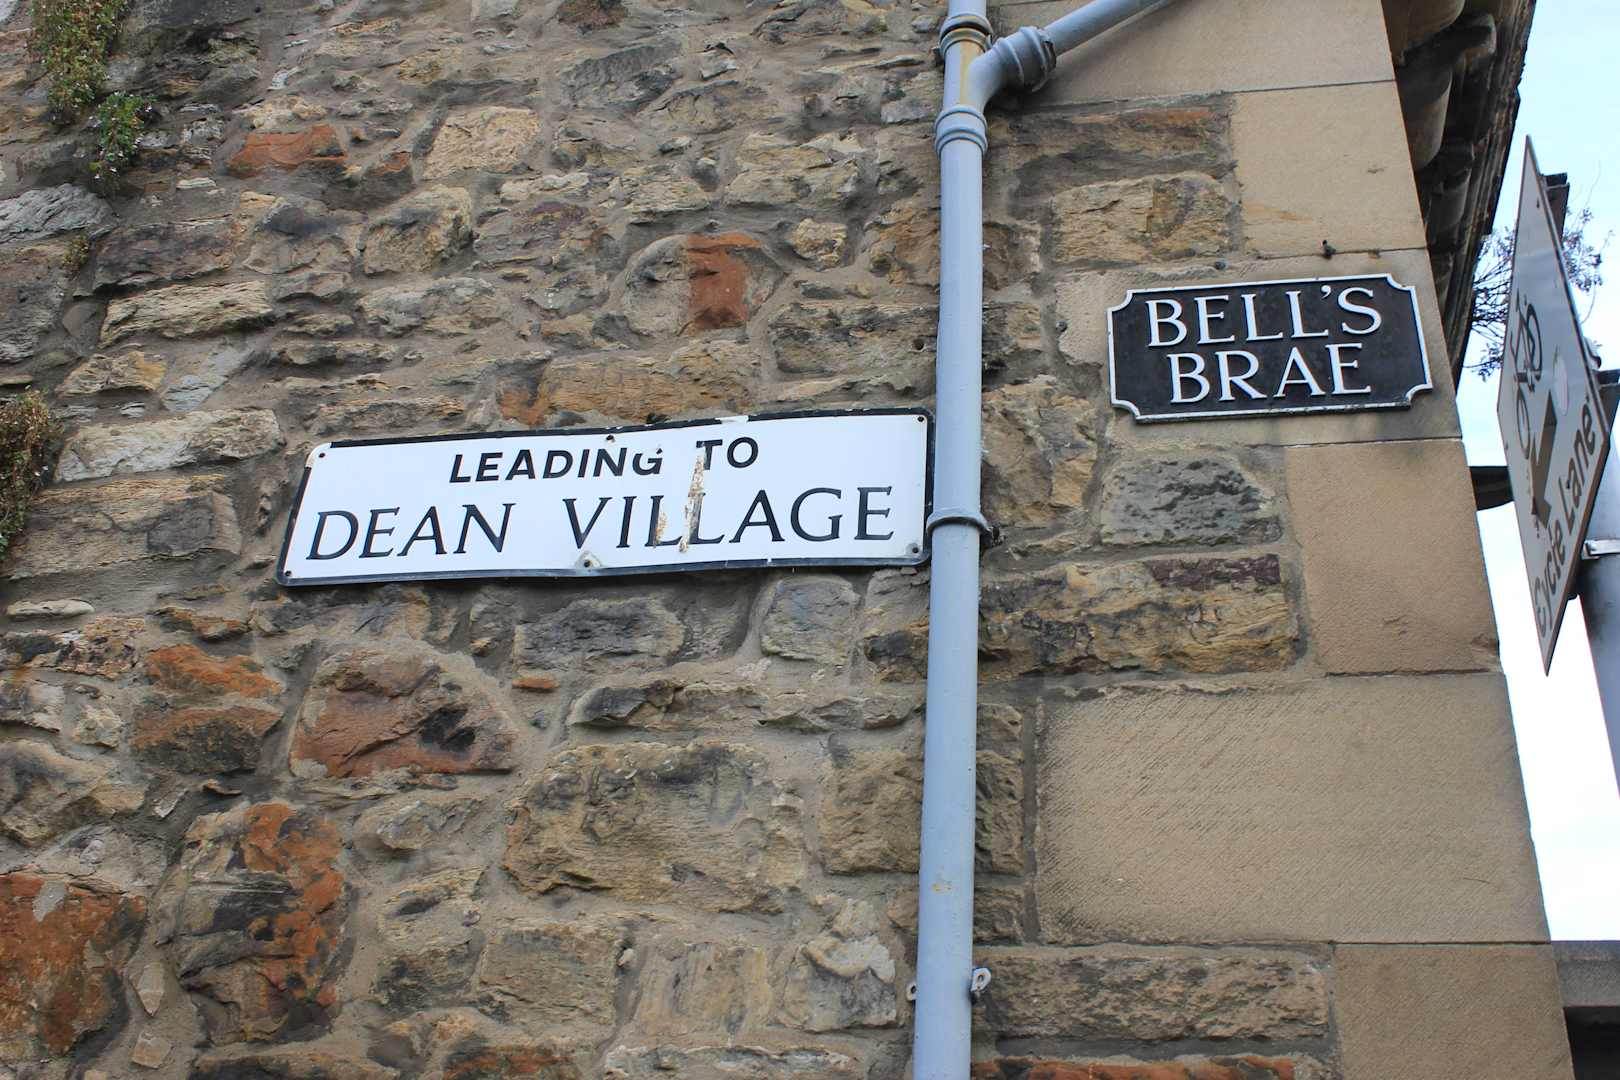 LEADING TO
DEAN VILLAGE
BELL'S
BRAE
Cycle Lane